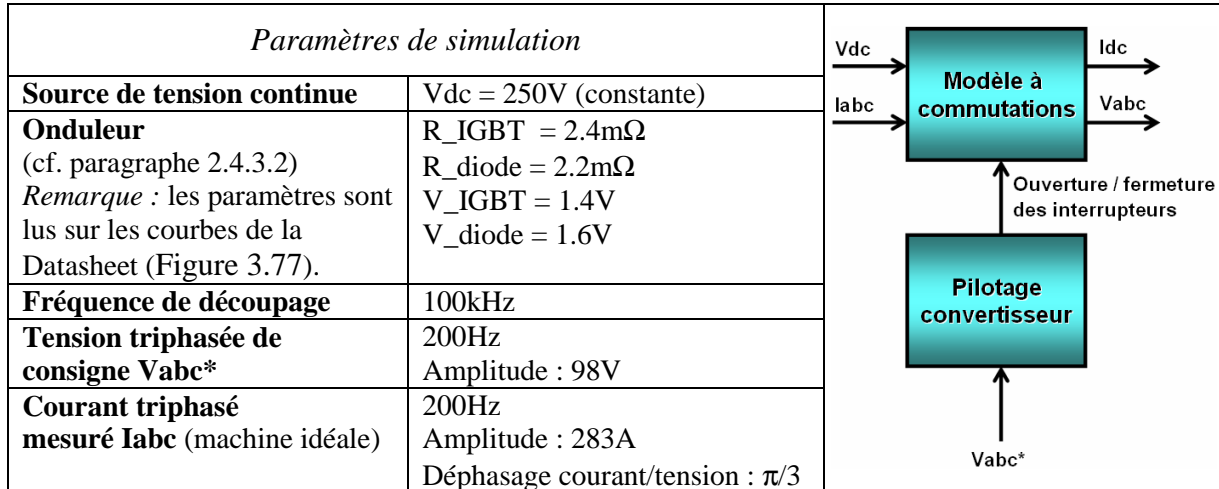 Paramètres de simulation
Source de tension continue
Vdc = 250V (constante)
Onduleur
(cf. paragraphe 2.4.3.2)
Remarque : les paramètres sont
lus sur les courbes de la
Datasheet (Figure 3.77).
R_IGBT = 2.4mΩ
R_diode = 2.2mΩ
V_IGBT = 1.4V
V_diode = 1.6V
Fréquence de découpage
100kHz
Tension triphasée de
consigne Vabc*
200Hz
Amplitude : 98V
Courant triphasé
mesuré Iabc (machine idéale)
200Hz
Amplitude : 283A
Déphasage courant/tension : π/3
Vdc
Iabc
Modèle à
commutations
Idc
Vabc
Ouverture / fermeture
des interrupteurs
Pilotage
convertisseur
Vabc*